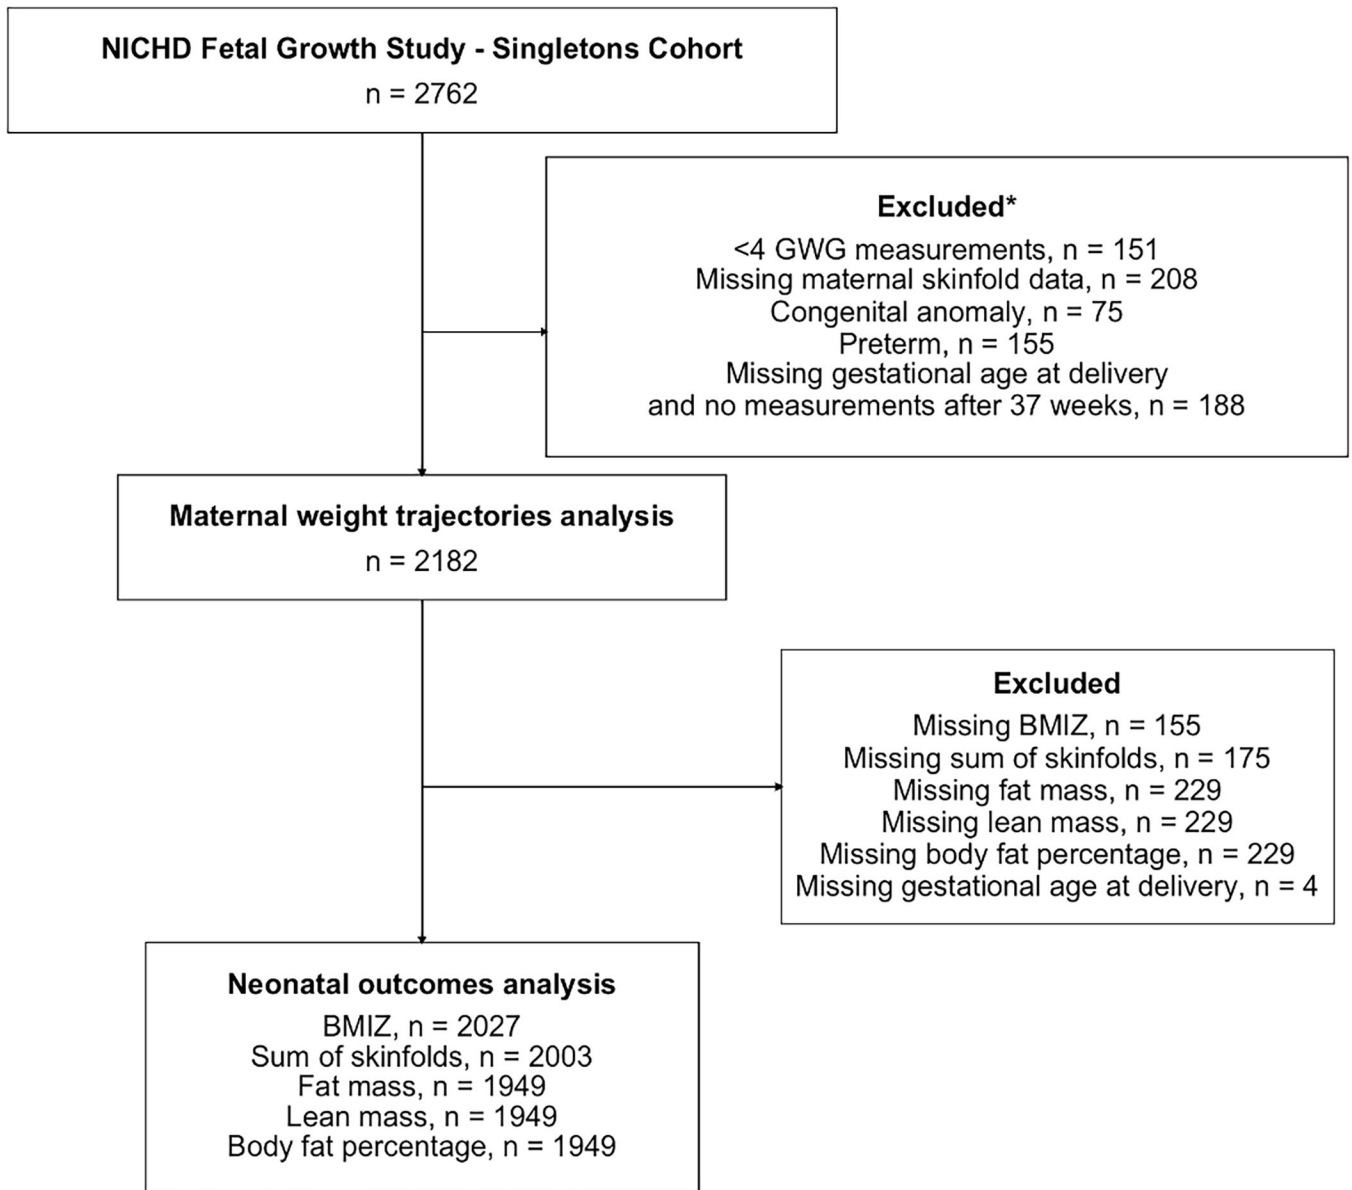 NICHD Fetal Growth Study - Singletons Cohort
n = 2762
Excluded*
<4 GWG measurements, n = 151
Missing maternal skinfold data, n = 208
Congenital anomaly, n = 75
Preterm, n = 155
Missing gestational age at delivery
and no measurements after 37 weeks, n = 188
Maternal weight trajectories analysis
n = 2182
Excluded
Missing BMIZ, n = 155
Missing sum of skinfolds, n = 175
Missing fat mass, n = 229
Missing lean mass, n = 229
Missing body fat percentage, n = 229
Missing gestational age at delivery, n = 4
Neonatal outcomes analysis
BMIZ, n = 2027
Sum of skinfolds, n = 2003
Fat mass, n = 1949
Lean mass, n = 1949
Body fat percentage, n = 1949